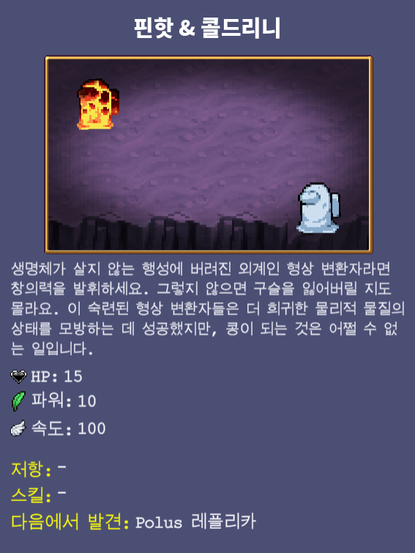 핀핫 & 콜드리니
생명체가 살지 않는 행성에 버려진 외계인 형상 변환자라면
창의력을 발휘하세요. 그렇지 않으면 구슬을 잃어버릴 지도
몰라요. 이 숙련된 형상 변환자들은 더 희귀한 물리적 물질의
상태를 모방하는 데 성공했지만, 콩이 되는 것은 어쩔 수 없
는 일입니다.
HP: 15
파워: 10
속도: 100
저항: -
스킬: -
다음에서 발견: Polus 레플리카